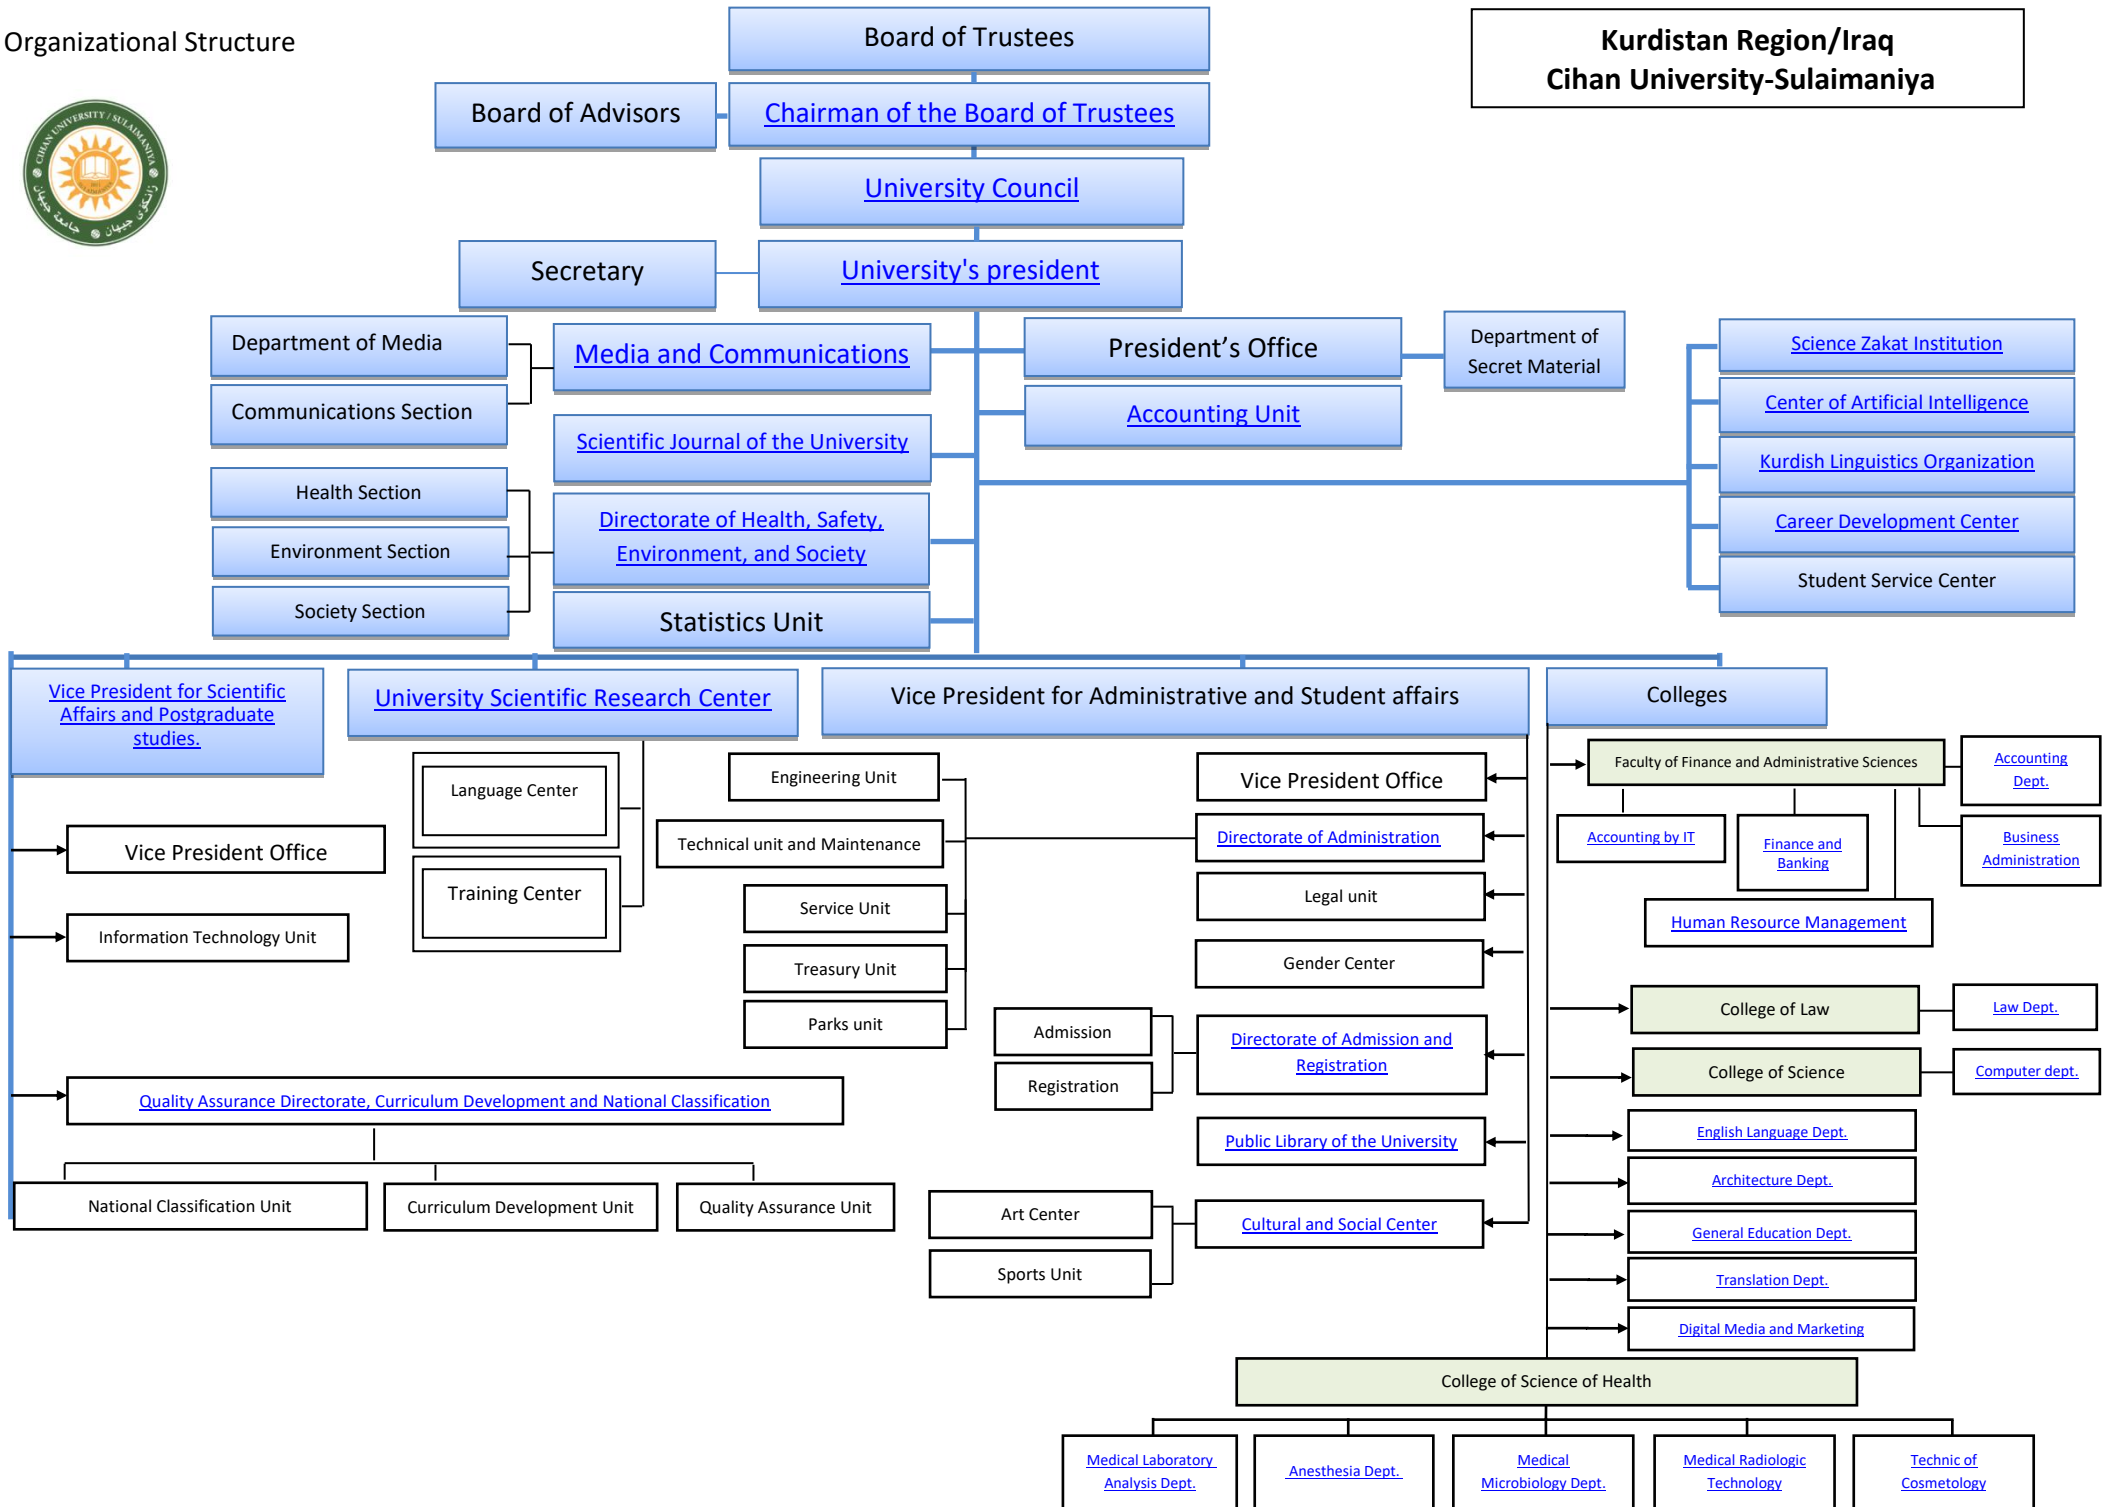 Organizational Structure
Board of Trustees
Kurdistan Region/Iraq
Cihan University-Sulaimaniya
Board of Advisors
Chairman of the Board of Trustees
CIHAN UNIVERSITY / SULAIMANIYA
زانكۆی جیهان
جامعة جيهان
University Council
Secretary
University's president
Department of Media
Communications Section
Media and Communications
President’s Office
Department of
Secret Material
Accounting Unit
Scientific Journal of the University
Science Zakat Institution
Center of Artificial Intelligence
Kurdish Linguistics Organization
Career Development Center
Student Service Center
Health Section
Environment Section
Society Section
Directorate of Health, Safety,
Environment, and Society
Statistics Unit
Vice President for Scientific
Affairs and Postgraduate
studies.
University Scientific Research Center
Vice President for Administrative and Student affairs
Colleges
Vice President Office
Information Technology Unit
Quality Assurance Directorate, Curriculum Development and National Classification
National Classification Unit
Curriculum Development Unit
Quality Assurance Unit
Language Center
Training Center
Engineering Unit
Technical unit and Maintenance
Service Unit
Treasury Unit
Parks unit
Vice President Office
Directorate of Administration
Legal unit
Gender Center
Admission
Registration
Directorate of Admission and
Registration
Public Library of the University
Art Center
Sports Unit
Cultural and Social Center
Faculty of Finance and Administrative Sciences
Accounting
Dept.
Accounting by IT
Finance and
Banking
Business
Administration
Human Resource Management
College of Law
Law Dept.
College of Science
Computer dept.
English Language Dept.
Architecture Dept.
General Education Dept.
Translation Dept.
Digital Media and Marketing
College of Science of Health
Medical Laboratory
Analysis Dept.
Anesthesia Dept.
Medical
Microbiology Dept.
Medical Radiologic
Technology
Technic of
Cosmetology